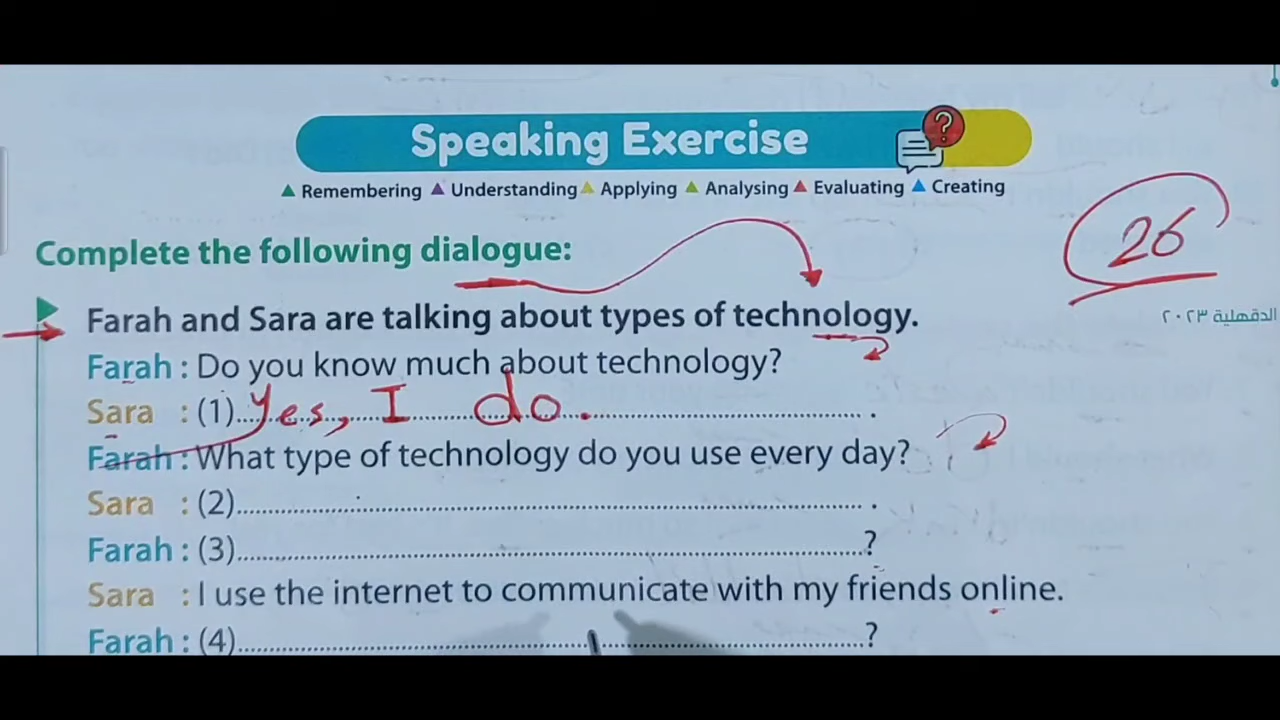 Speaking Exercise
?
Remembering Understanding Applying Analysing Evaluating Creating
Complete the following dialogue:
26
Farah and Sara are talking about types of technology.
الدقهلية ٢٠٢٣
Farah : Do you know much about technology?
Sara : (1) Yes, I do. .
Farah : What type of technology do you use every day?
Sara : (2) .
Farah : (3) ?
Sara : I use the internet to communicate with my friends online.
Farah : (4) ?